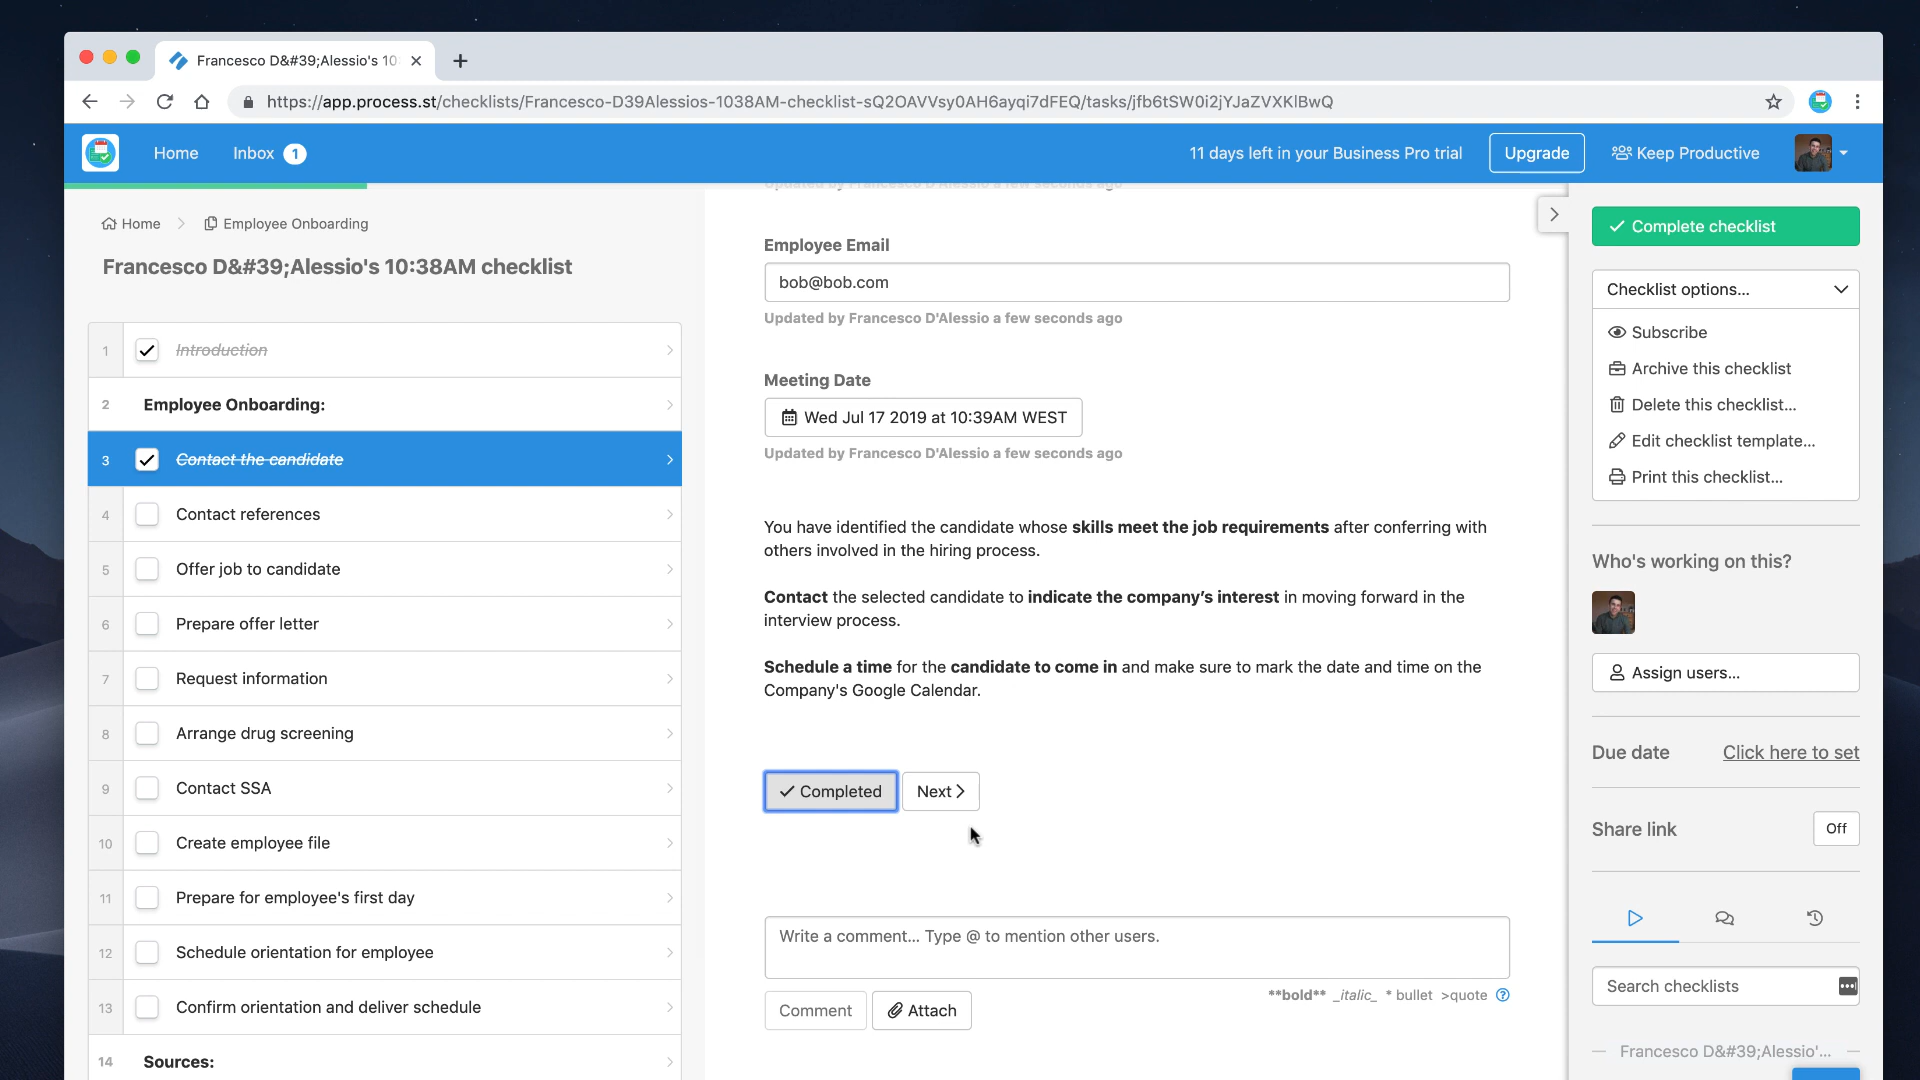 Francesco D&#39;Alessio's 10:
https://app.process.st/checklists/Francesco-D39Alessios-1038AM-checklist-sQ2OAVVsy0AH6ayqi7dFEQ/tasks/jfb6tSW0i2jYJaZVXKlBwQ
Home
Inbox 1
11 days left in your Business Pro trial
Upgrade
Keep Productive
Home
Employee Onboarding
Francesco D&#39;Alessio's 10:38AM checklist
1 Introduction
2 Employee Onboarding:
3 Contact the candidate
4 Contact references
5 Offer job to candidate
6 Prepare offer letter
7 Request information
8 Arrange drug screening
9 Contact SSA
10 Create employee file
11 Prepare for employee's first day
12 Schedule orientation for employee
13 Confirm orientation and deliver schedule
14 Sources:
Updated by Francesco D'Alessio a few seconds ago
Employee Email
bob@bob.com
Updated by Francesco D'Alessio a few seconds ago
Meeting Date
Wed Jul 17 2019 at 10:39AM WEST
Updated by Francesco D'Alessio a few seconds ago
You have identified the candidate whose skills meet the job requirements after conferring with
others involved in the hiring process.
Contact the selected candidate to indicate the company's interest in moving forward in the
interview process.
Schedule a time for the candidate to come in and make sure to mark the date and time on the
Company's Google Calendar.
Completed
Next
Write a comment... Type @ to mention other users.
**bold** _italic_ * bullet >quote ?
Comment
Attach
Complete checklist
Checklist options...
Subscribe
Archive this checklist
Delete this checklist...
Edit checklist template...
Print this checklist...
Who's working on this?
Assign users...
Due date
Click here to set
Share link
Off
Search checklists
Francesco D&#39;Alessio'...